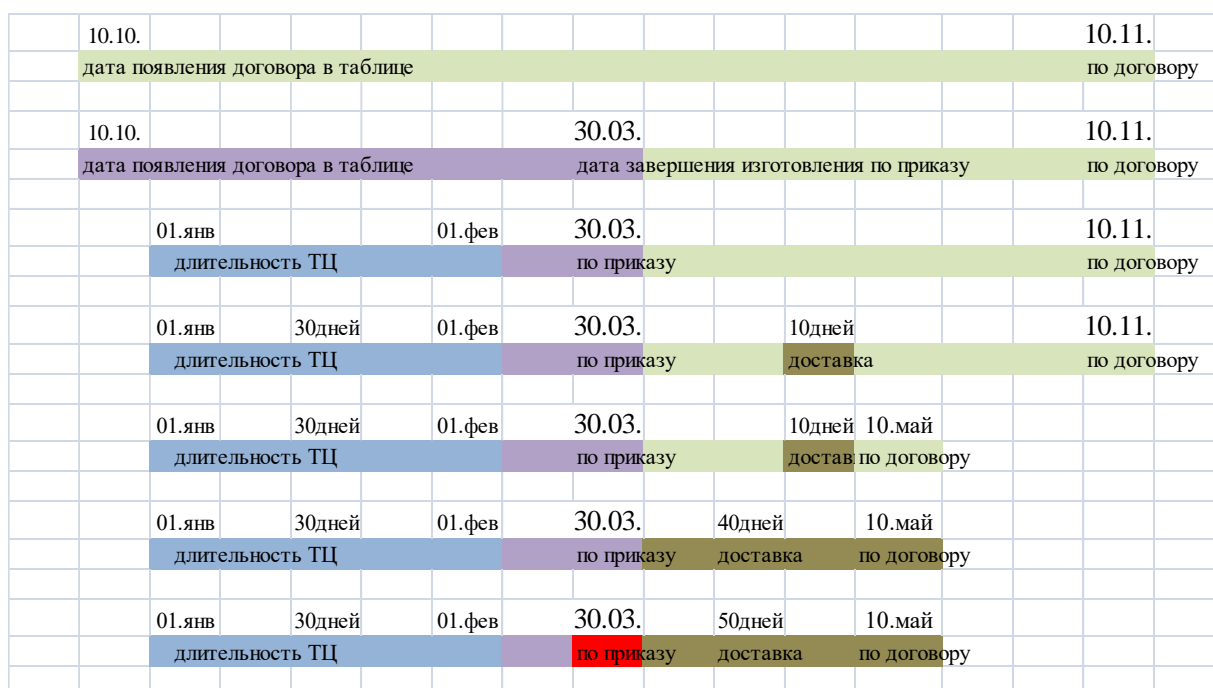 10.10. 10.11.
дата появления договора в таблице по договору
10.10. 30.03. 10.11.
дата появления договора в таблице дата завершения изготовления по приказу по договору
01.янв 01.фев 30.03. 10.11.
длительность ТЦ по приказу по договору
01.янв 30дней 01.фев 30.03. 10дней 10.11.
длительность ТЦ по приказу доставка по договору
01.янв 30дней 01.фев 30.03. 10дней 10.май
длительность ТЦ по приказу достав по договору
01.янв 30дней 01.фев 30.03. 40дней 10.май
длительность ТЦ по приказу доставка по договору
01.янв 30дней 01.фев 30.03. 50дней 10.май
длительность ТЦ по приказу доставка по договору